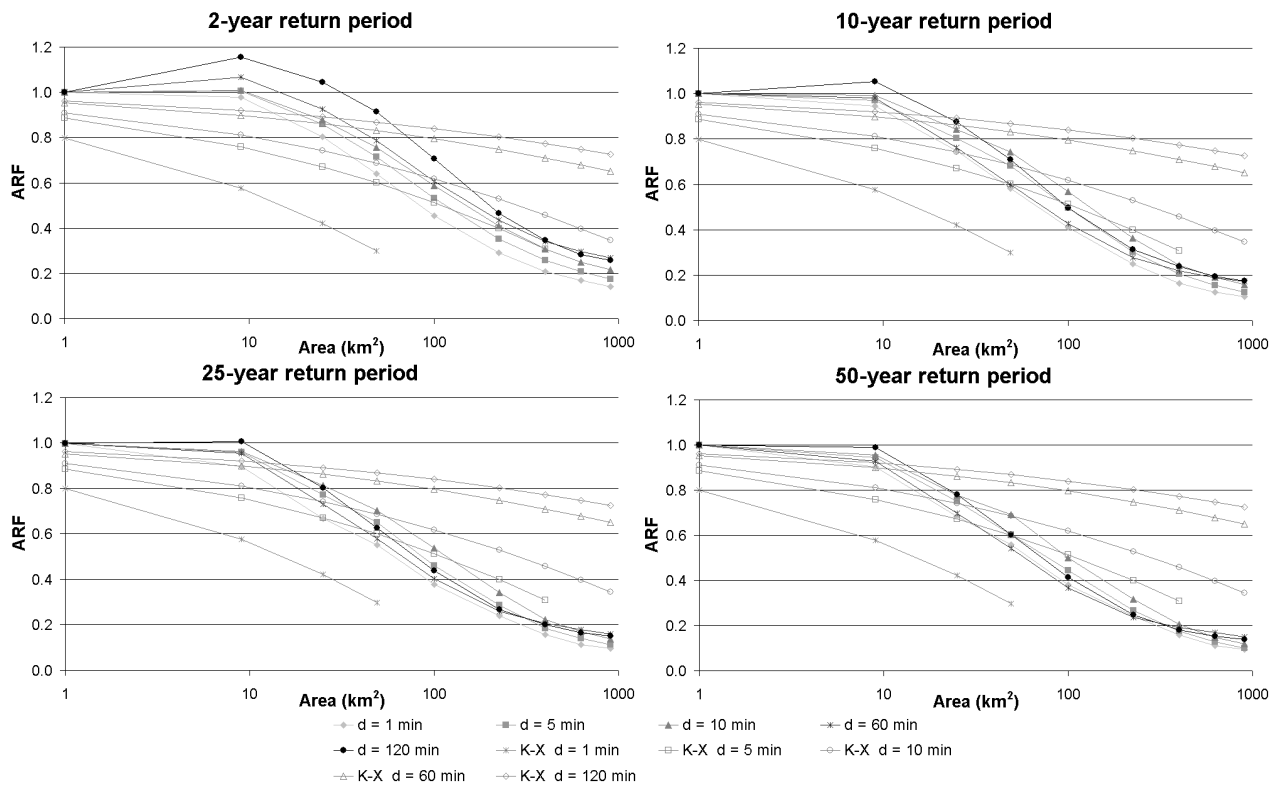 2-year return period
10-year return period
1.2
1.0
0.8
0.6
0.4
0.2
0.0
ARF
1 10 100 1000
Area (km²)
1.2
1.0
0.8
0.6
0.4
0.2
0.0
ARF
1 10 100 1000
Area (km²)
25-year return period
50-year return period
1.2
1.0
0.8
0.6
0.4
0.2
0.0
ARF
1 10 100 1000
Area (km²)
1.2
1.0
0.8
0.6
0.4
0.2
0.0
ARF
1 10 100 1000
Area (km²)
d = 1 min d = 5 min d = 10 min d = 60 min
d = 120 min K-X d = 1 min K-X d = 5 min K-X d = 10 min
K-X d = 60 min K-X d = 120 min